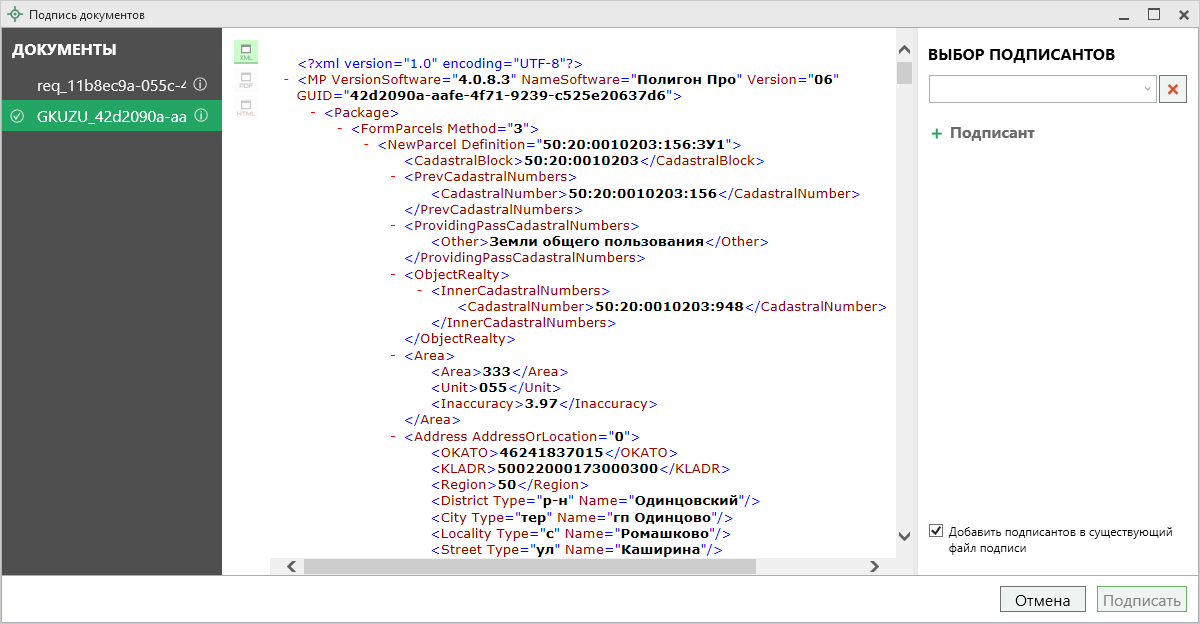 Подпись документов
ДОКУМЕНТЫ
req_11b8ec9a-055c-4
GKUZU_42d2090a-aa
XML
PDF
HTML
<?xml version="1.0" encoding="UTF-8"?>
- <MP VersionSoftware="4.0.8.3" NameSoftware="Полигон Про" Version="06"
GUID="42d2090a-aafe-4f71-9239-c525e20637d6">
- <Package>
- <FormParcels Method="3">
- <NewParcel Definition="50:20:0010203:156:ЗУ1">
<CadastralBlock>50:20:0010203</CadastralBlock>
- <PrevCadastralNumbers>
<CadastralNumber>50:20:0010203:156</CadastralNumber>
</PrevCadastralNumbers>
- <ProvidingPassCadastralNumbers>
<Other>Земли общего пользования</Other>
</ProvidingPassCadastralNumbers>
- <ObjectRealty>
- <InnerCadastralNumbers>
<CadastralNumber>50:20:0010203:948</CadastralNumber>
</InnerCadastralNumbers>
</ObjectRealty>
- <Area>
<Area>333</Area>
<Unit>055</Unit>
<Inaccuracy>3.97</Inaccuracy>
</Area>
- <Address AddressOrLocation="0">
<OKATO>46241837015</OKATO>
<KLADR>50022000173000300</KLADR>
<Region>50</Region>
<District Type="р-н" Name="Одинцовский"/>
<City Type="тер" Name="гп Одинцово"/>
<Locality Type="с" Name="Ромашково"/>
<Street Type="ул" Name="Каширина"/>
ВЫБОР ПОДПИСАНТОВ
+ Подписант
Добавить подписантов в существующий
файл подписи
Отмена
Подписать